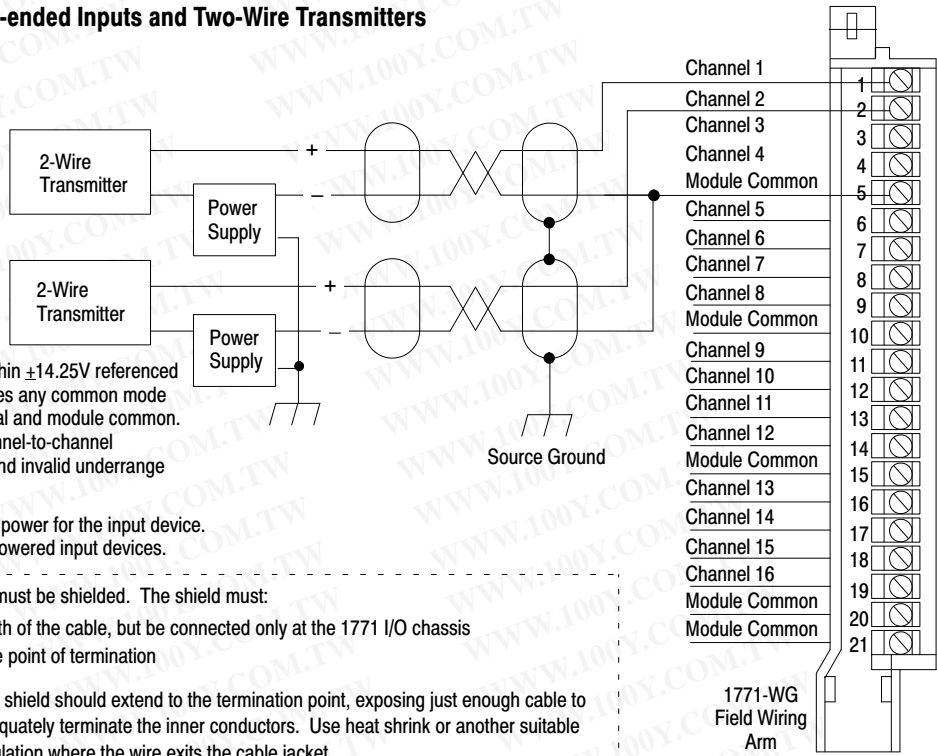 -ended Inputs and Two-Wire Transmitters
2-Wire
Transmitter
Power
Supply
+
–
2-Wire
Transmitter
Power
Supply
+
–
Source Ground
Channel 1
Channel 2
Channel 3
Channel 4
Module Common
Channel 5
Channel 6
Channel 7
Channel 8
Module Common
Channel 9
Channel 10
Channel 11
Channel 12
Module Common
Channel 13
Channel 14
Channel 15
Channel 16
Module Common
Module Common
1
2
3
4
5
6
7
8
9
10
11
12
13
14
15
16
17
18
19
20
21
1771-WG
Field Wiring
Arm
hin ±14.25V referenced
es any common mode
al and module common.
nnel-to-channel
nd invalid underrange
power for the input device.
owered input devices.
must be shielded. The shield must:
th of the cable, but be connected only at the 1771 I/O chassis
e point of termination
shield should extend to the termination point, exposing just enough cable to
equately terminate the inner conductors. Use heat shrink or another suitable
ulation where the wire exits the cable jacket.
WWW.100Y.COM.TW